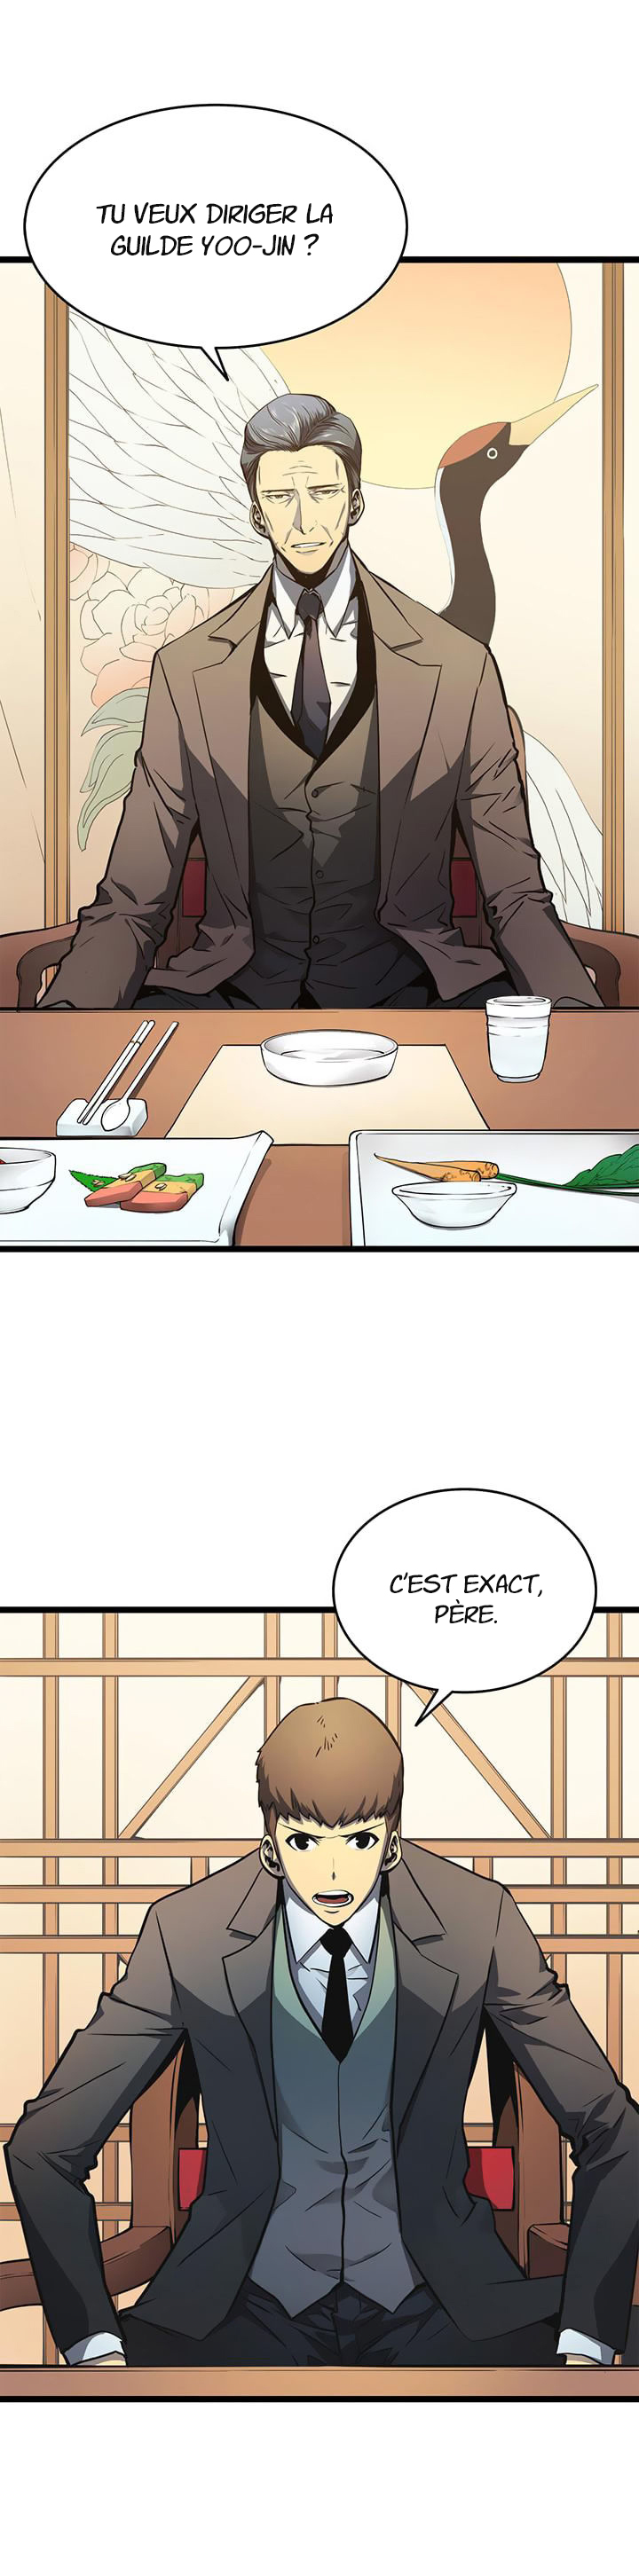 TU VEUX DIRIGER LA
GUILDE YOO-JIN ?
C'EST EXACT,
PÈRE.